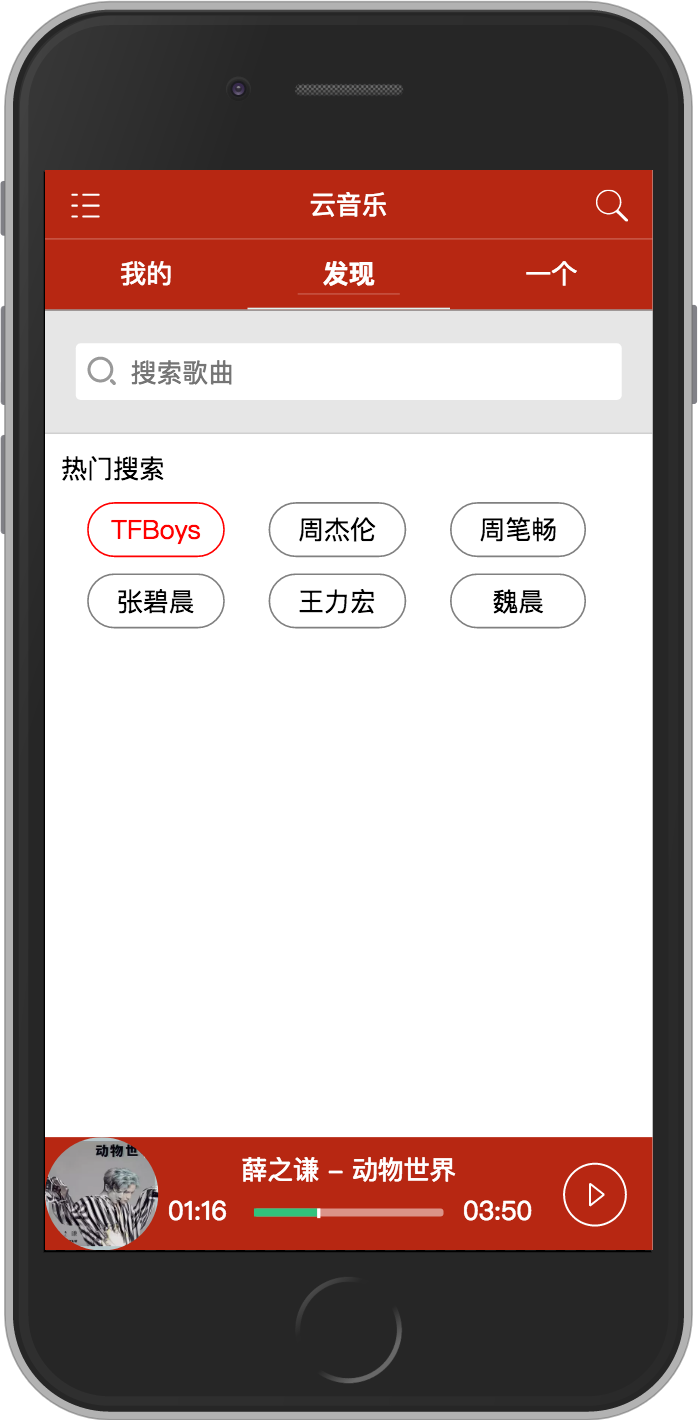 云音乐
我的 发现 一个
搜索歌曲
热门搜索
TFBoys 周杰伦 周笔畅
张碧晨 王力宏 魏晨
动物世
薛之谦 – 动物世界
01:16 03:50